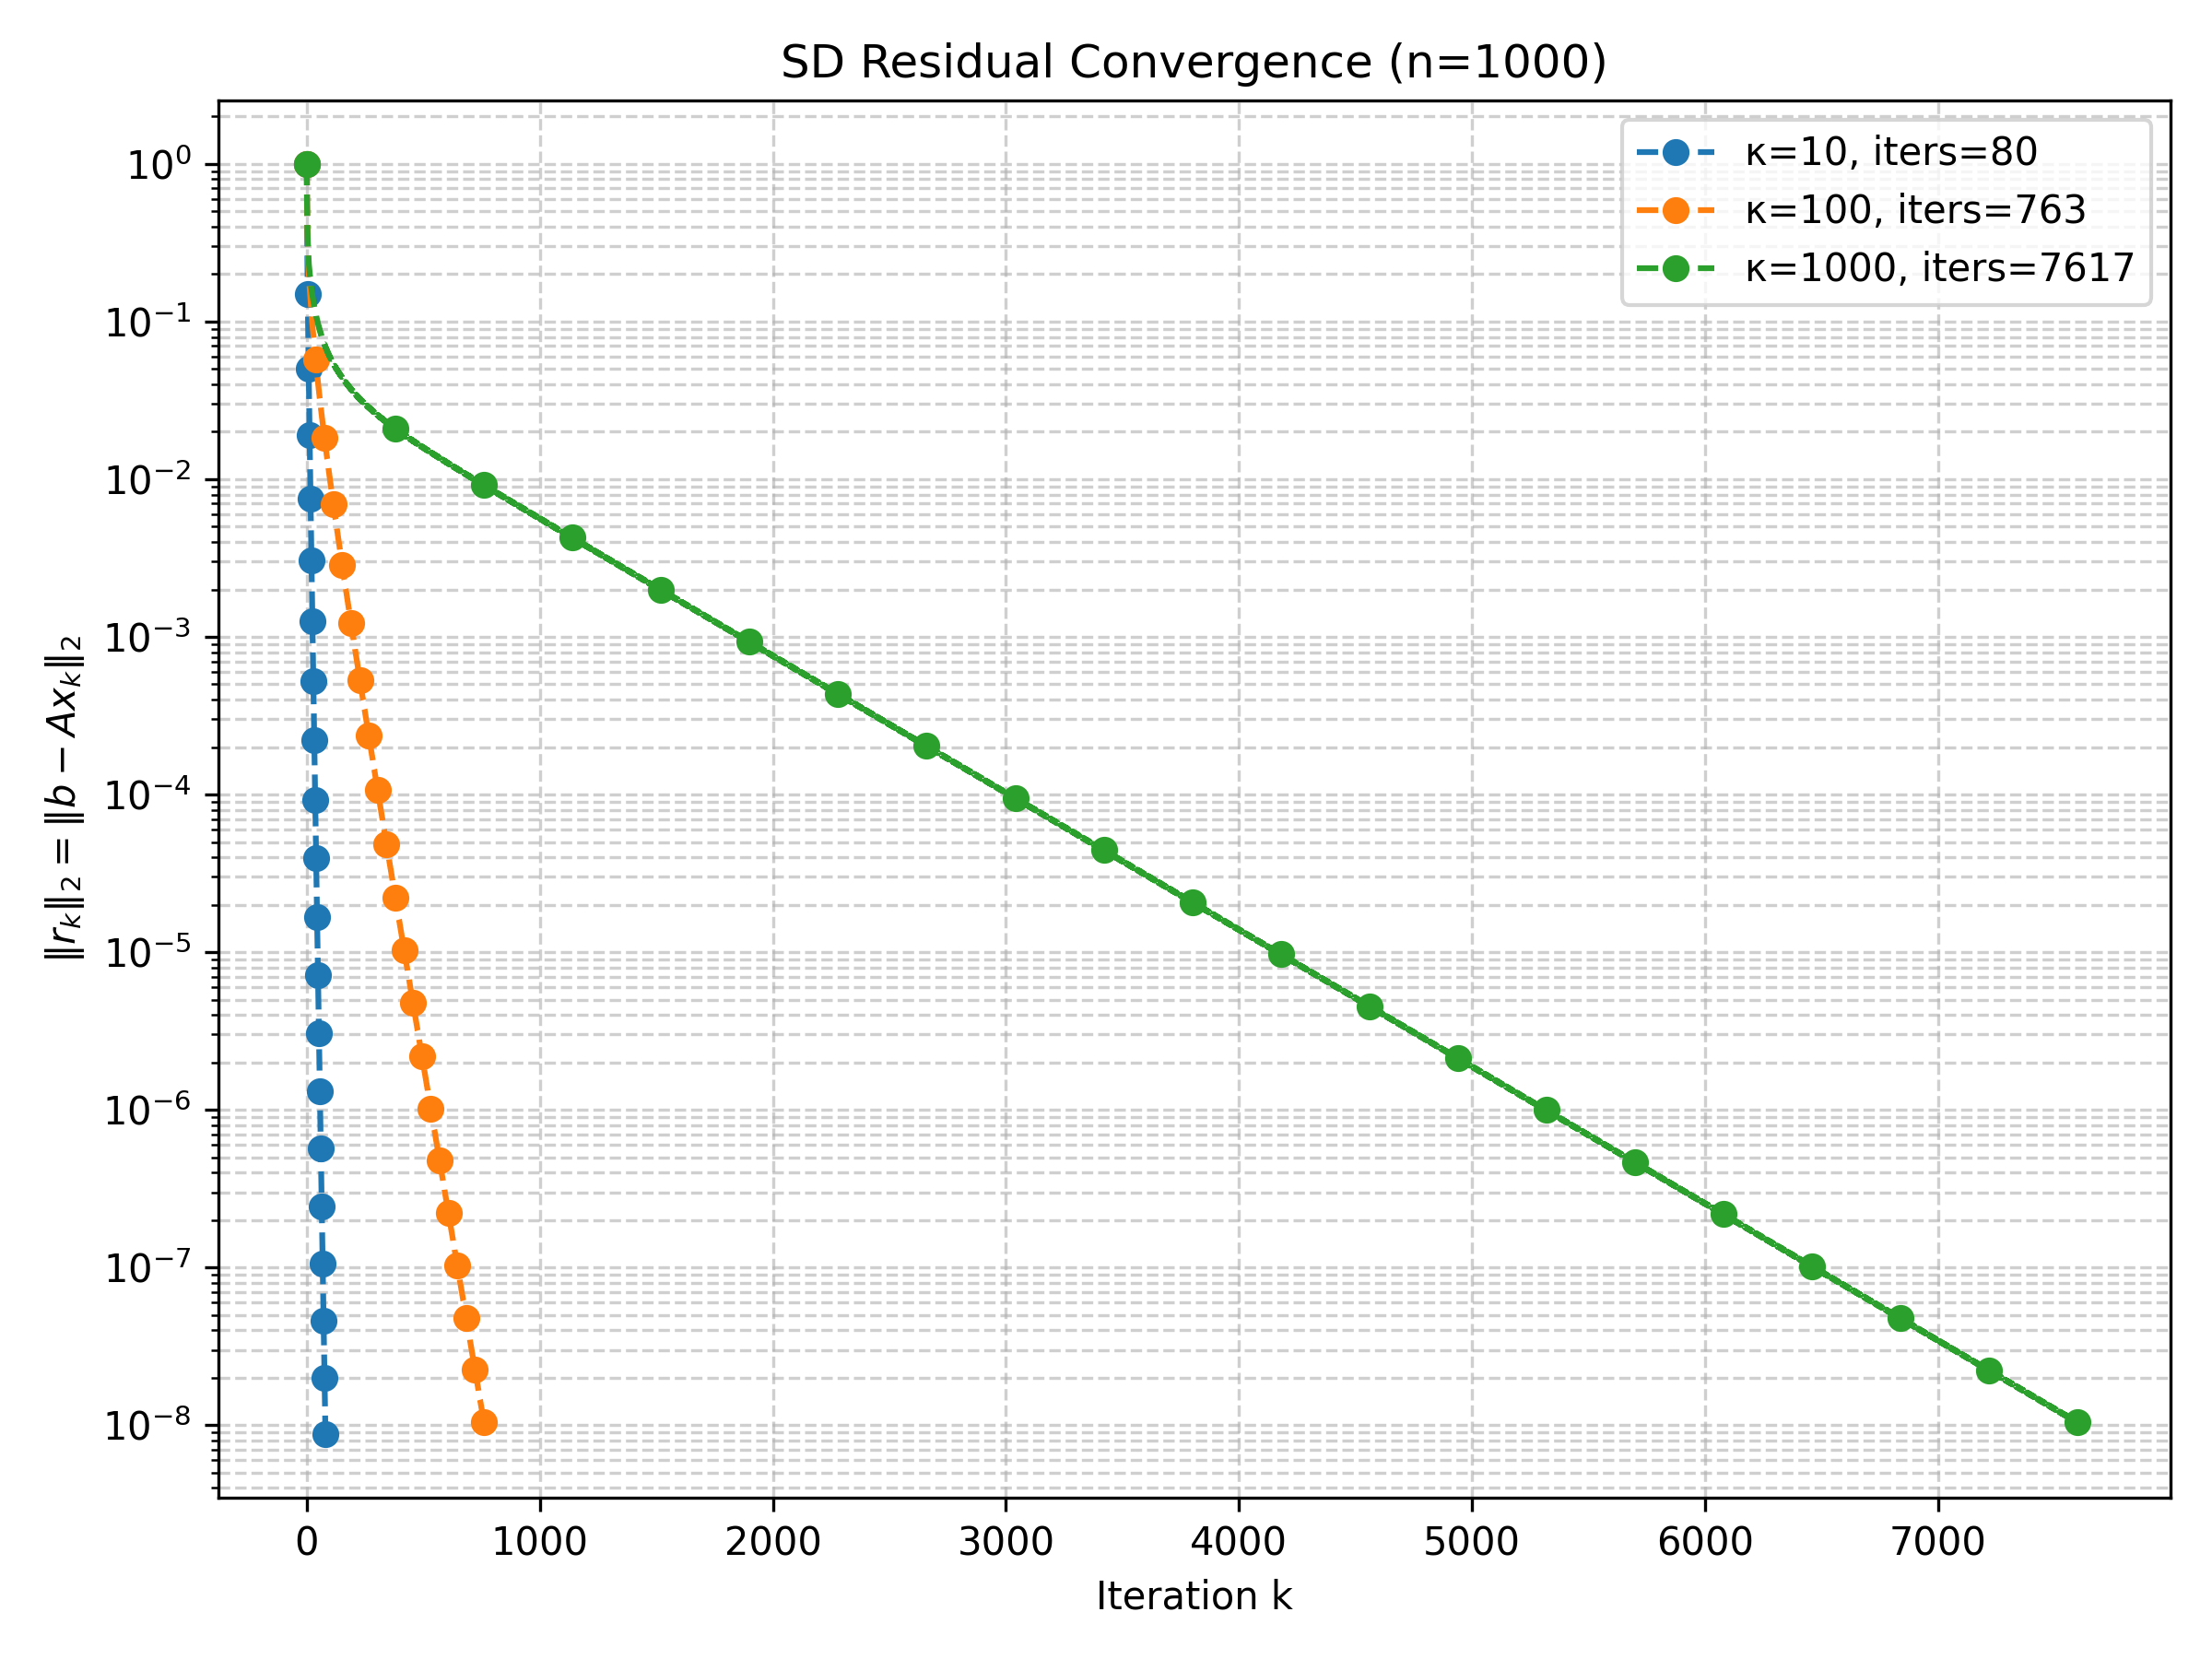 SD Residual Convergence (n=1000)
κ=10, iters=80
κ=100, iters=763
κ=1000, iters=7617
‖r_k‖₂ = ‖b − Ax_k‖₂
10⁰
10⁻¹
10⁻²
10⁻³
10⁻⁴
10⁻⁵
10⁻⁶
10⁻⁷
10⁻⁸
0 1000 2000 3000 4000 5000 6000 7000
Iteration k